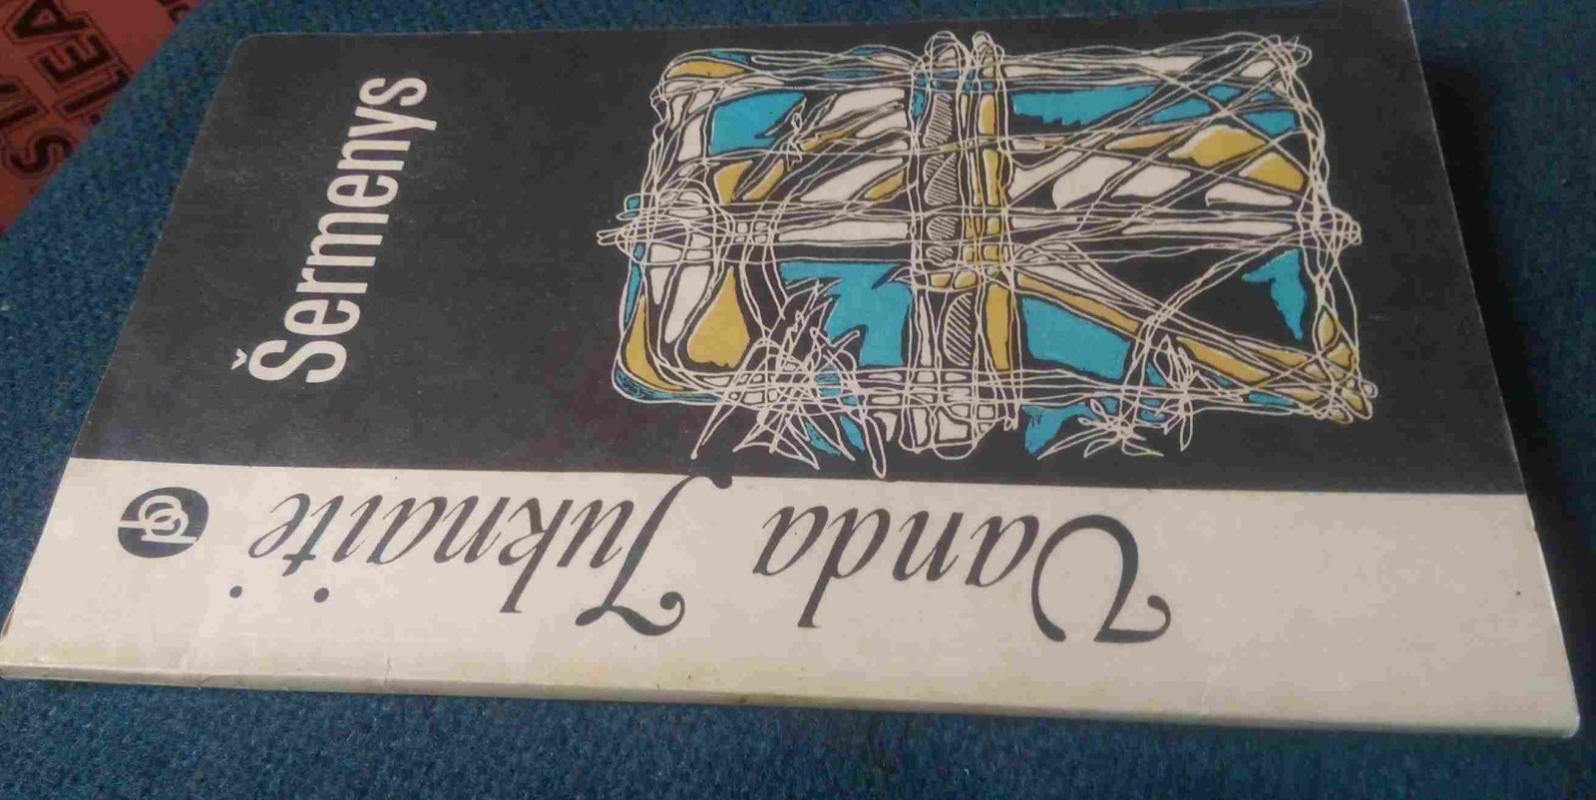 Vanda Juknaitė
Šermenys